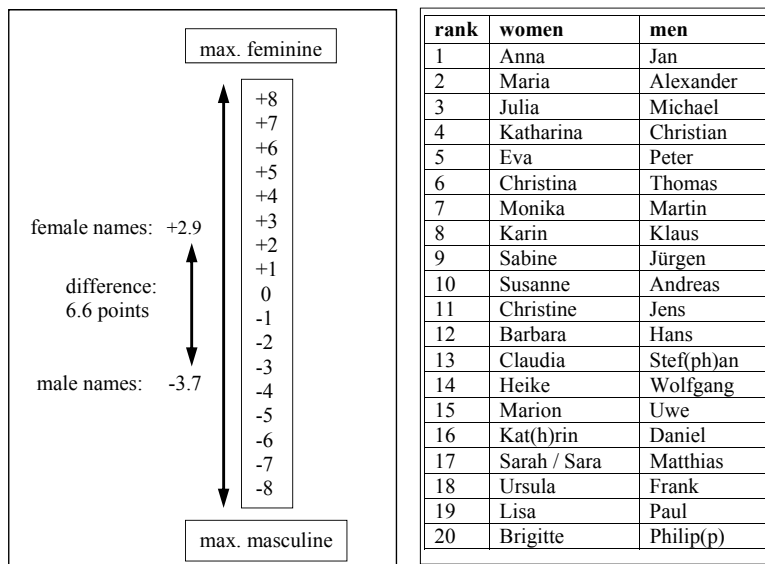 max. feminine
+8
+7
+6
+5
+4
+3
+2
+1
0
-1
-2
-3
-4
-5
-6
-7
-8
female names: +2.9
difference:
6.6 points
male names: -3.7
max. masculine
rank women men
1 Anna Jan
2 Maria Alexander
3 Julia Michael
4 Katharina Christian
5 Eva Peter
6 Christina Thomas
7 Monika Martin
8 Karin Klaus
9 Sabine Jürgen
10 Susanne Andreas
11 Christine Jens
12 Barbara Hans
13 Claudia Stef(ph)an
14 Heike Wolfgang
15 Marion Uwe
16 Kat(h)rin Daniel
17 Sarah / Sara Matthias
18 Ursula Frank
19 Lisa Paul
20 Brigitte Philip(p)